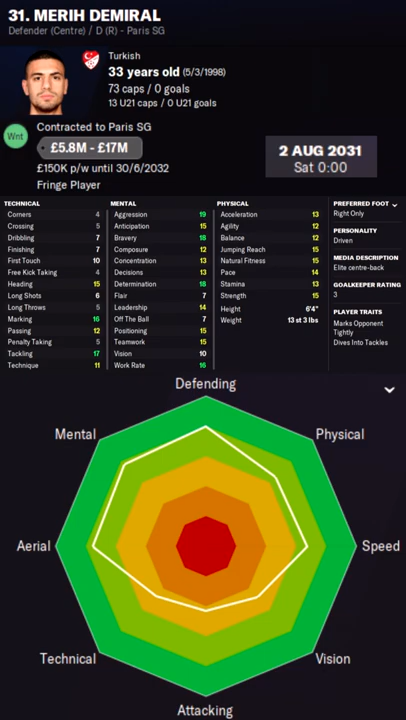 31. MERIH DEMIRAL
Defender (Centre) / D (R) - Paris SG
Turkish
33 years old (5/3/1998)
73 caps / 0 goals
13 U21 caps / 0 U21 goals
Wnt
Contracted to Paris SG
£5.8M - £17M
£150K p/w until 30/6/2032
Fringe Player
2 AUG 2031
Sat 0:00
TECHNICAL
Corners 4
Crossing 5
Dribbling 7
Finishing 7
First Touch 10
Free Kick Taking 4
Heading 15
Long Shots 6
Long Throws 5
Marking 16
Passing 12
Penalty Taking 5
Tackling 17
Technique 11
MENTAL
Aggression 19
Anticipation 15
Bravery 18
Composure 12
Concentration 13
Decisions 13
Determination 18
Flair 7
Leadership 14
Off The Ball 7
Positioning 15
Teamwork 15
Vision 10
Work Rate 16
PHYSICAL
Acceleration 13
Agility 12
Balance 12
Jumping Reach 15
Natural Fitness 15
Pace 14
Stamina 13
Strength 15
Height 6'4"
Weight 13 st 3 lbs
PREFERRED FOOT
Right Only
PERSONALITY
Driven
MEDIA DESCRIPTION
Elite centre-back
GOALKEEPER RATING
3
PLAYER TRAITS
Marks Opponent
Tightly
Dives Into Tackles
Defending
Mental
Physical
Aerial
Speed
Technical
Vision
Attacking